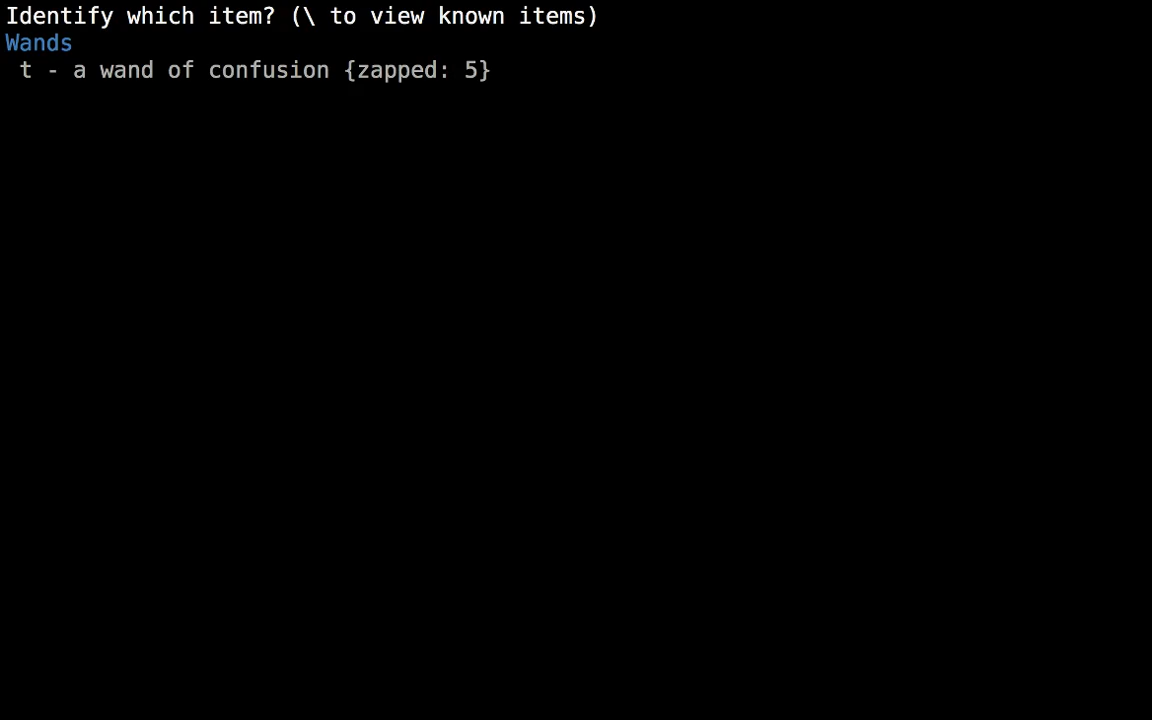 Identify which item? (\ to view known items)
Wands
t - a wand of confusion {zapped: 5}